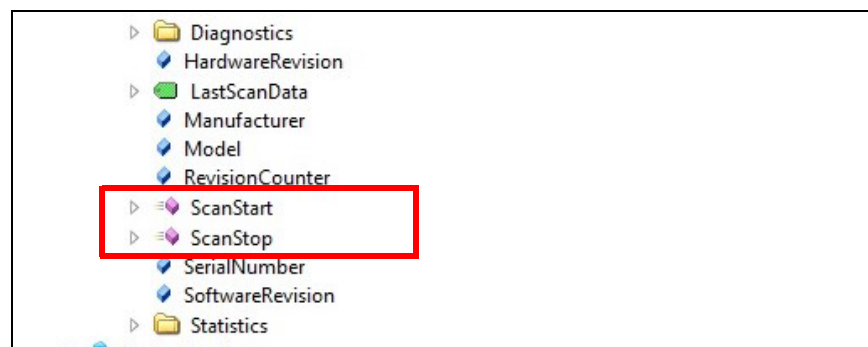 Diagnostics
HardwareRevision
LastScanData
Manufacturer
Model
RevisionCounter
ScanStart
ScanStop
SerialNumber
SoftwareRevision
Statistics